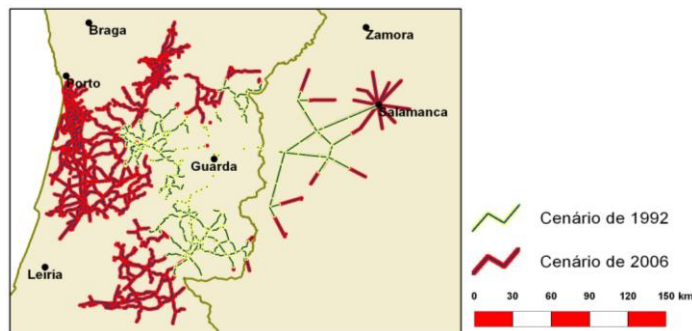 Braga
Zamora
Porto
Salamanca
Guarda
Leiria
Cenário de 1992
Cenário de 2006
0 30 60 90 120 150 km